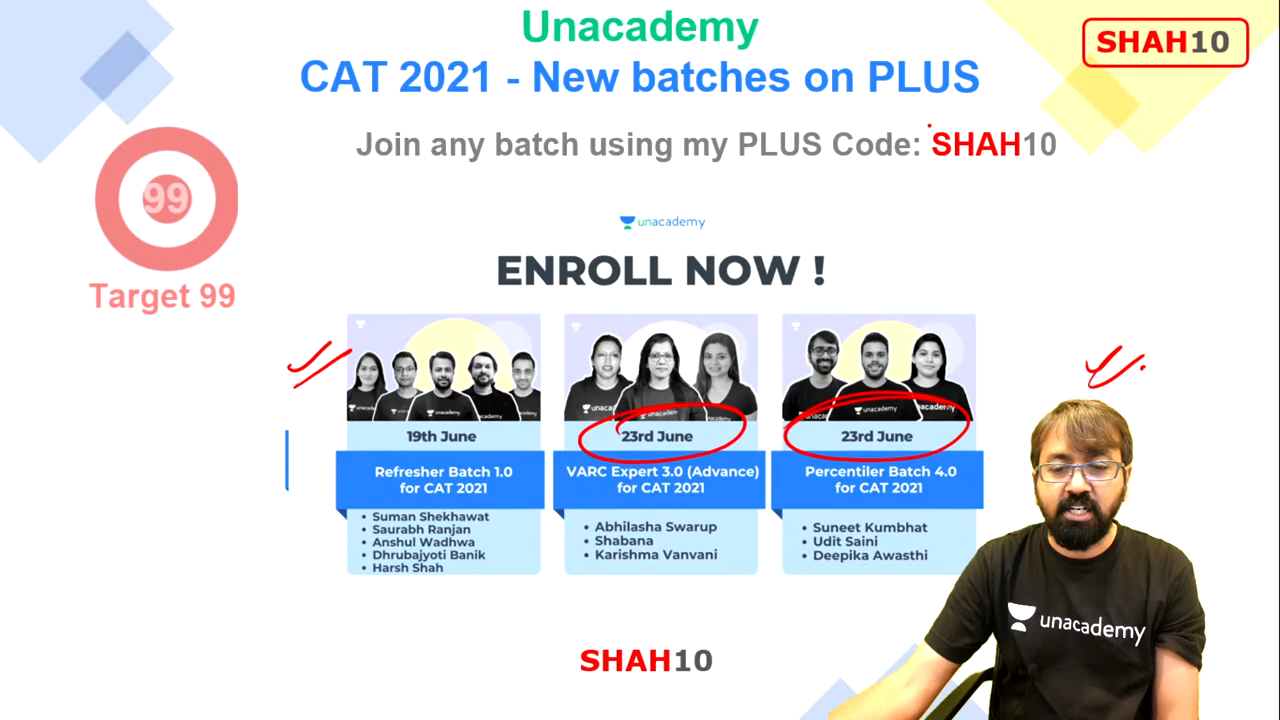 Unacademy
SHAH10
CAT 2021 - New batches on PLUS
Join any batch using my PLUS Code: SHAH10
99
Target 99
unacademy
ENROLL NOW !
19th June
Refresher Batch 1.0
for CAT 2021
• Suman Shekhawat
• Saurabh Ranjan
• Anshul Wadhwa
• Dhrubajyoti Banik
• Harsh Shah
23rd June
VARC Expert 3.0 (Advance)
for CAT 2021
• Abhilasha Swarup
• Shabana
• Karishma Vanvani
unacademy
23rd June
Percentiler Batch 4.0
for CAT 2021
• Suneet Kumbhat
• Udit Saini
• Deepika Awasthi
unacademy
SHAH10